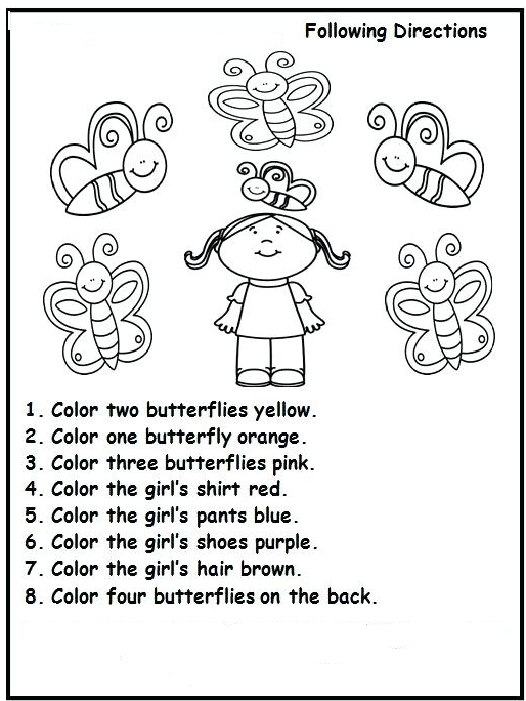 Following Directions
1. Color two butterflies yellow.
2. Color one butterfly orange.
3. Color three butterflies pink.
4. Color the girl's shirt red.
5. Color the girl's pants blue.
6. Color the girl's shoes purple.
7. Color the girl's hair brown.
8. Color four butterflies on the back.